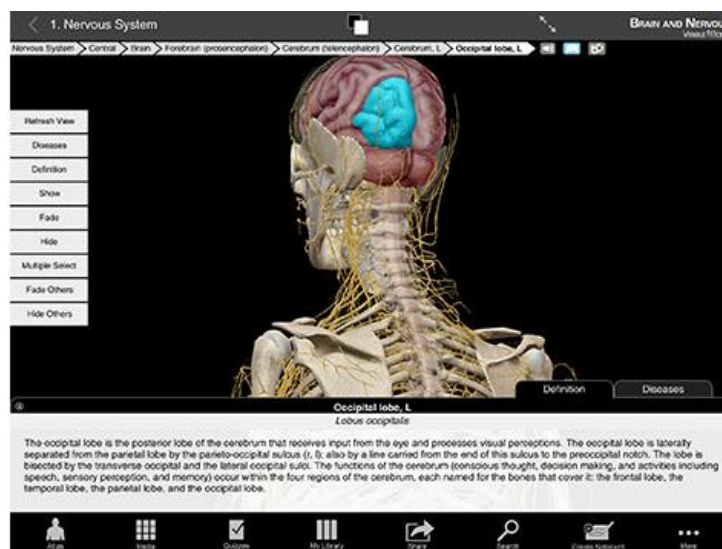 1. Nervous System
BRAIN AND NERVOU
Nervous System Central Brain Forebrain (prosencephalon) Cerebrum (telencephalon) Cerebrum, L Occipital lobe, L
Refresh View
Diseases
Definition
Show
Fade
Hide
Multiple Select
Fade Others
Hide Others
Definition Diseases
Occipital lobe, L
Lobus occipitalis
The occipital lobe is the posterior lobe of the cerebrum that receives input from the eye and processes visual perceptions. The occipital lobe is laterally
separated from the parietal lobe by the parieto-occipital sulcus (r, l): also by a line carried from the end of this sulcus to the preoccipital notch. The lobe is
bisected by the transverse occipital and the lateral occipital sulci. The functions of the cerebrum (conscious thought, decision making, and activities including
speech, sensory perception, and memory) occur within the four regions of the cerebrum, each named for the bones that cover it: the frontal lobe, the
temporal lobe, the parietal lobe, and the occipital lobe.
Atlas Media Quizzes My Library Share Search Create Notecard More